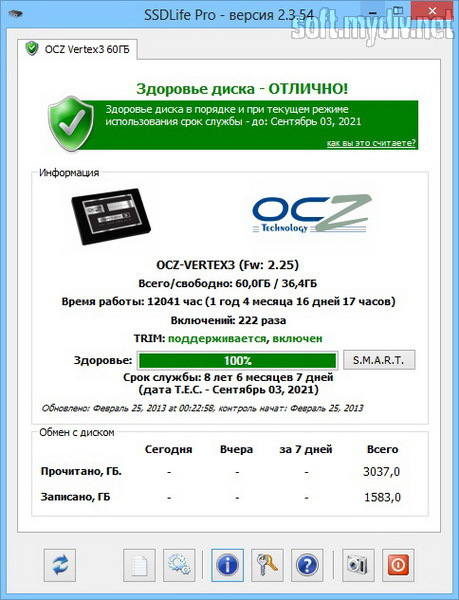 SSDLife Pro - версия 2.3.54
soft.mydiv.net
OCZ Vertex3 60ГБ
Здоровье диска - ОТЛИЧНО!
Здоровье диска в порядке и при текущем режиме
использования срок службы - до: Сентябрь 03, 2021
как вы это считаете?
Информация
OCZ
Technology
OCZ-VERTEX3 (Fw: 2.25)
Всего/свободно: 60,0ГБ / 36,4ГБ
Время работы: 12041 час (1 год 4 месяца 16 дней 17 часов)
Включений: 222 раза
TRIM: поддерживается, включен
Здоровье: 100% S.M.A.R.T.
Срок службы: 8 лет 6 месяцев 7 дней
(дата T.E.C. - Сентябрь 03, 2021)
Обновлено: Февраль 25, 2013 at 00:22:58, контроль начат: Февраль 25, 2013
Обмен с диском
Сегодня Вчера за 7 дней Всего
Прочитано, ГБ. - - - 3037,0
Записано, ГБ - - - 1583,0